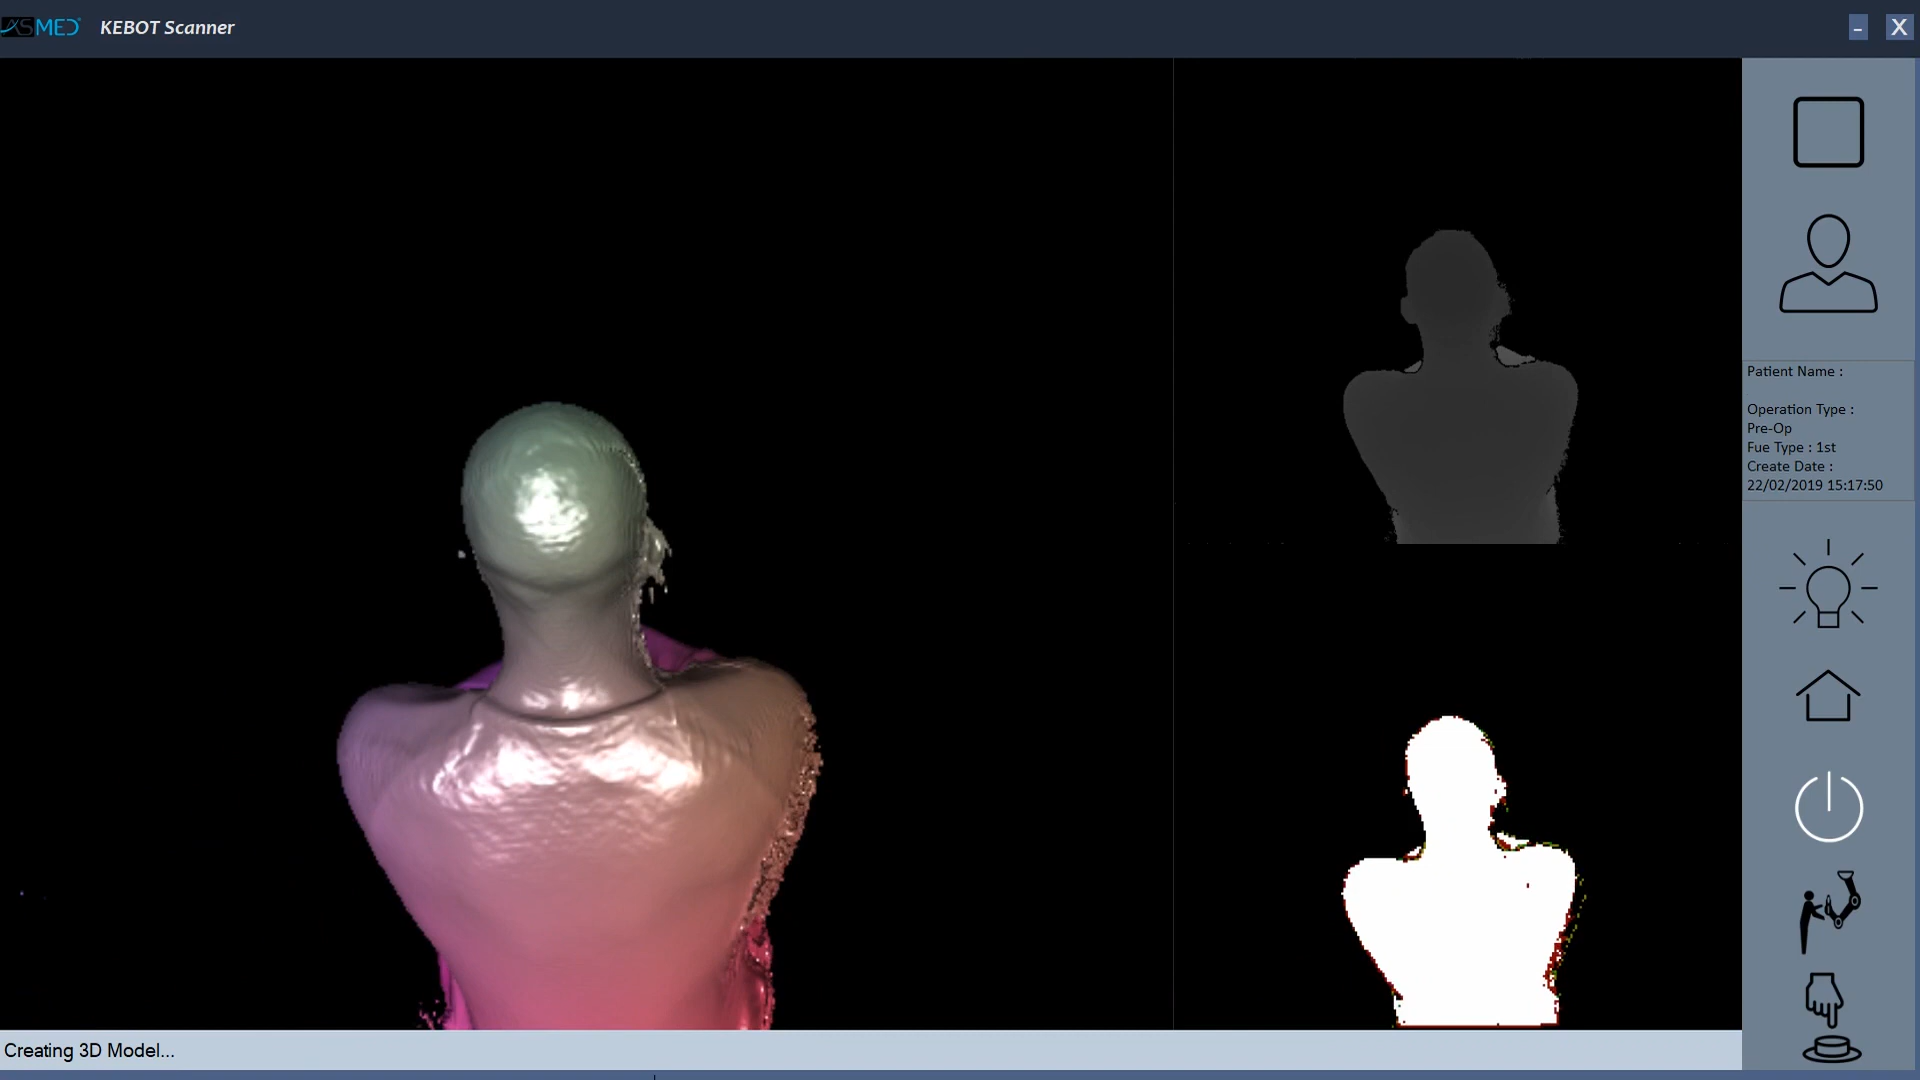 ASMED KEBOT Scanner
X
Patient Name :
Operation Type :
Pre-Op
Fue Type : 1st
Create Date :
22/02/2019 15:17:50
Creating 3D Model...